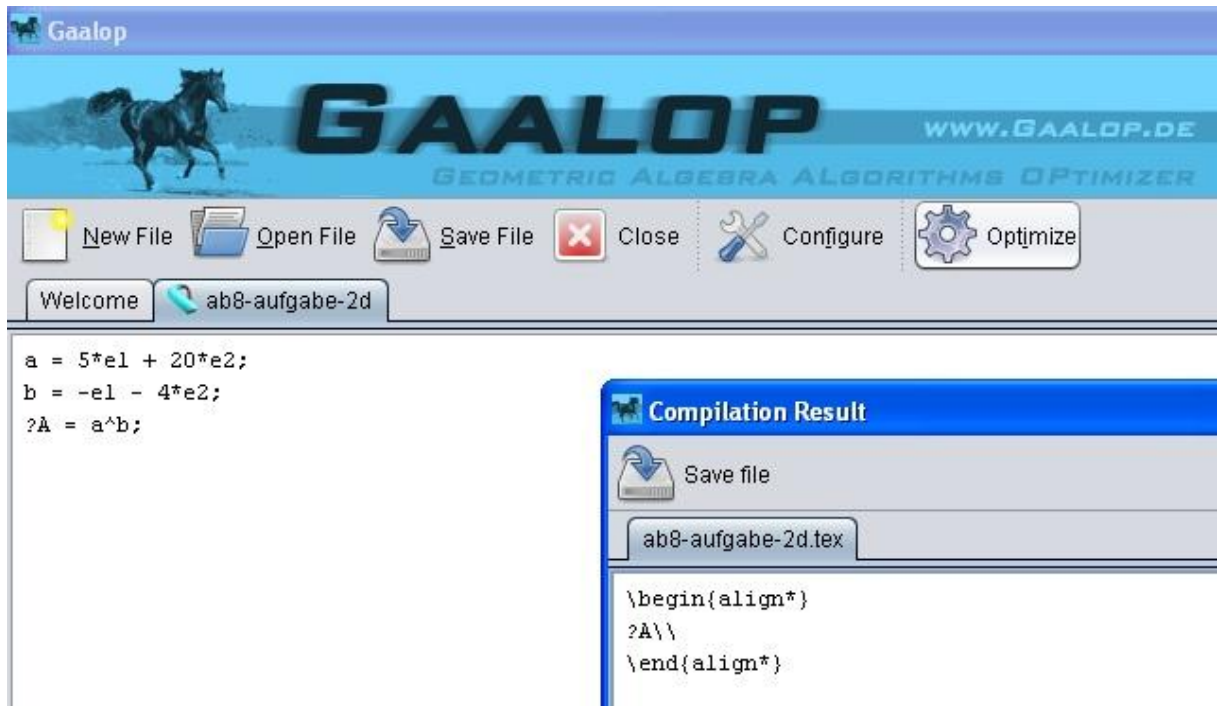 Gaalop
GAALOP
WWW.GAALOP.DE
GEOMETRIC ALGEBRA ALGORITHMS OPTIMIZER
New File Open File Save File Close Configure Optimize
Welcome ab8-aufgabe-2d
a = 5*e1 + 20*e2;
b = -e1 - 4*e2;
?A = a^b;
Compilation Result
Save file
ab8-aufgabe-2d.tex
\begin{align*}
?A\\
\end{align*}